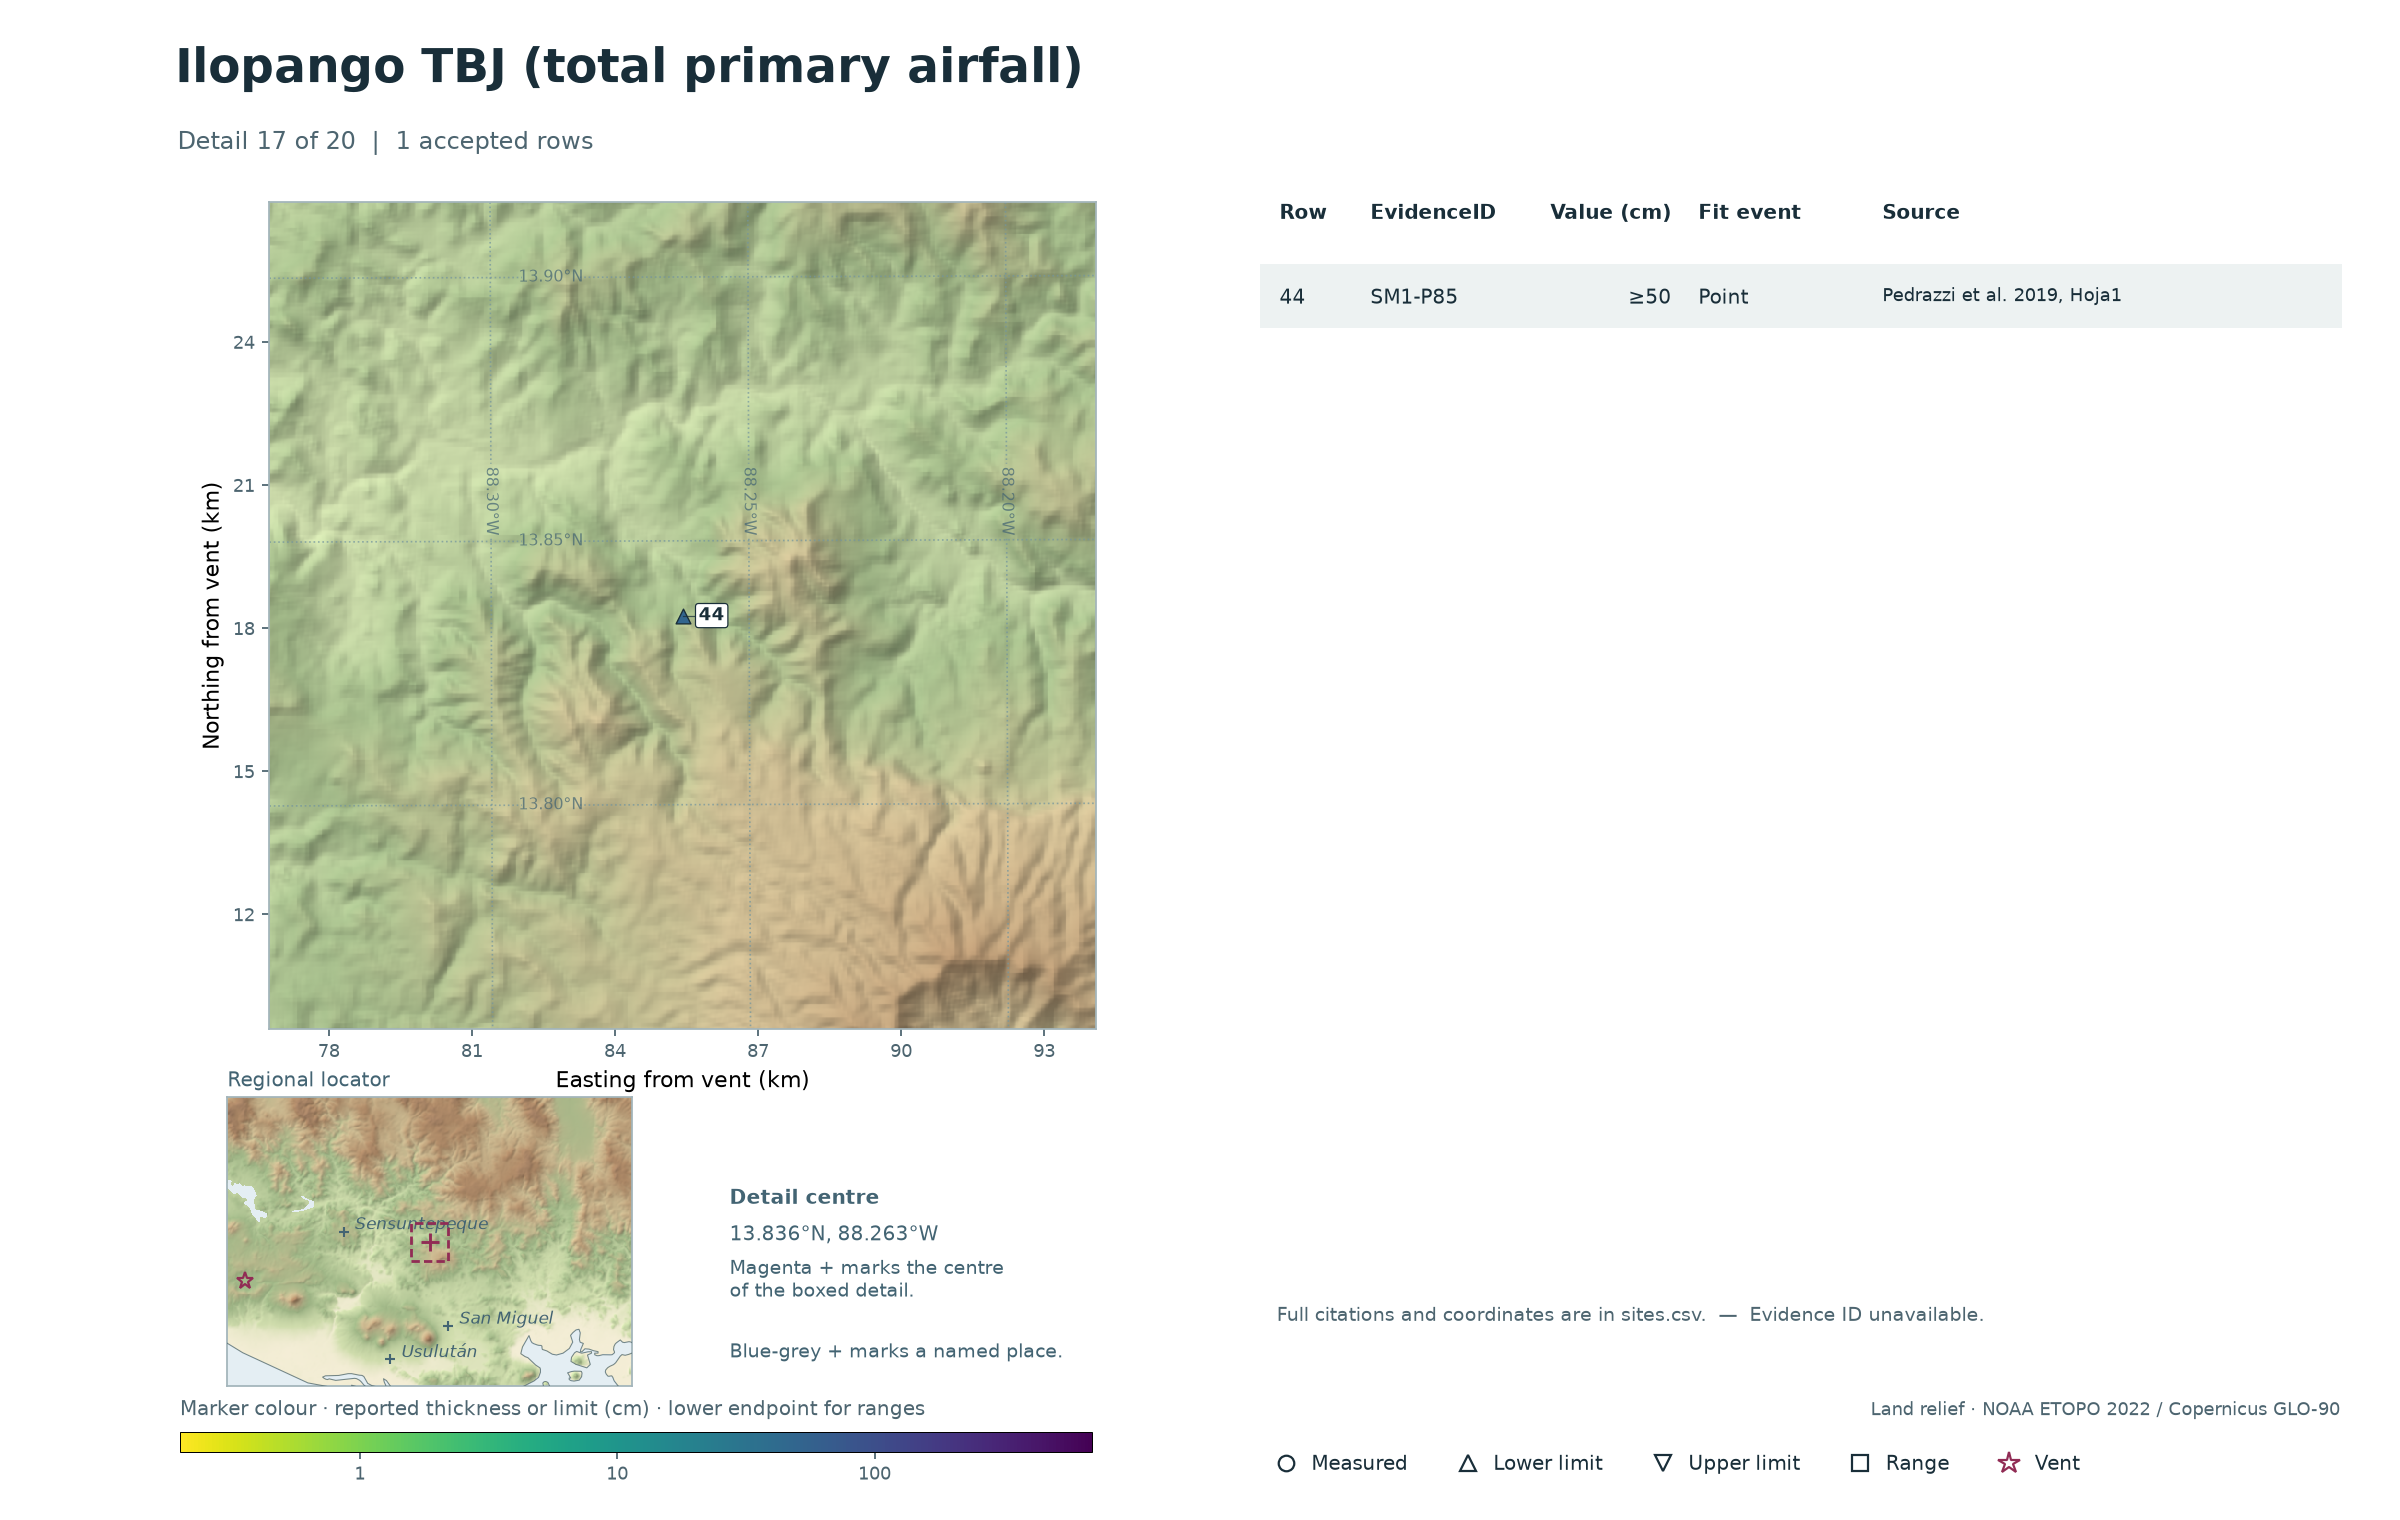 Ilopango TBJ (total primary airfall)
Detail 17 of 20 | 1 accepted rows
Row EvidenceID Value (cm) Fit event Source
44 SM1-P85 ≥50 Point Pedrazzi et al. 2019, Hoja1
13.90°N
13.85°N
13.80°N
88.30°W
88.25°W
88.20°W
44
Northing from vent (km)
24
21
18
15
12
78 81 84 87 90 93
Easting from vent (km)
Regional locator
Sensuntepeque
San Miguel
Usulután
Detail centre
13.836°N, 88.263°W
Magenta + marks the centre
of the boxed detail.
Blue-grey + marks a named place.
Full citations and coordinates are in sites.csv. — Evidence ID unavailable.
Marker colour · reported thickness or limit (cm) · lower endpoint for ranges
1 10 100
Land relief · NOAA ETOPO 2022 / Copernicus GLO-90
Measured Lower limit Upper limit Range Vent